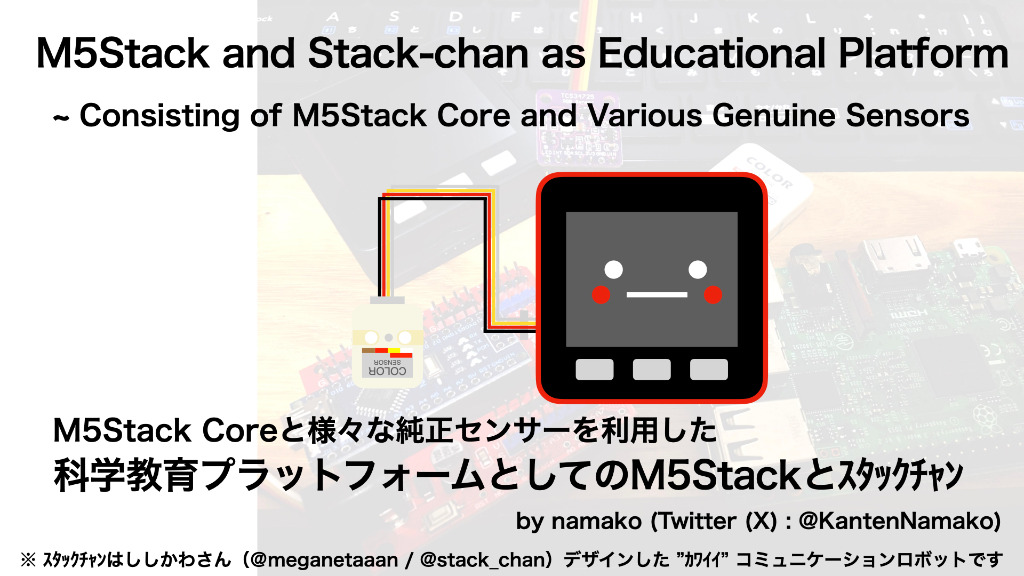 M5Stack and Stack-chan as Educational Platform
~ Consisting of M5Stack Core and Various Genuine Sensors
COLOR
COLOR
SENSOR
M5Stack Coreと様々な純正センサーを利用した
科学教育プラットフォームとしてのM5Stackとｽﾀｯｸﾁｬﾝ
by namako (Twitter (X) : @KantenNamako)
※ ｽﾀｯｸﾁｬﾝはししかわさん（@meganetaaan / @stack_chan）デザインした ”ｶﾜｲｲ” コミュニケーションロボットです